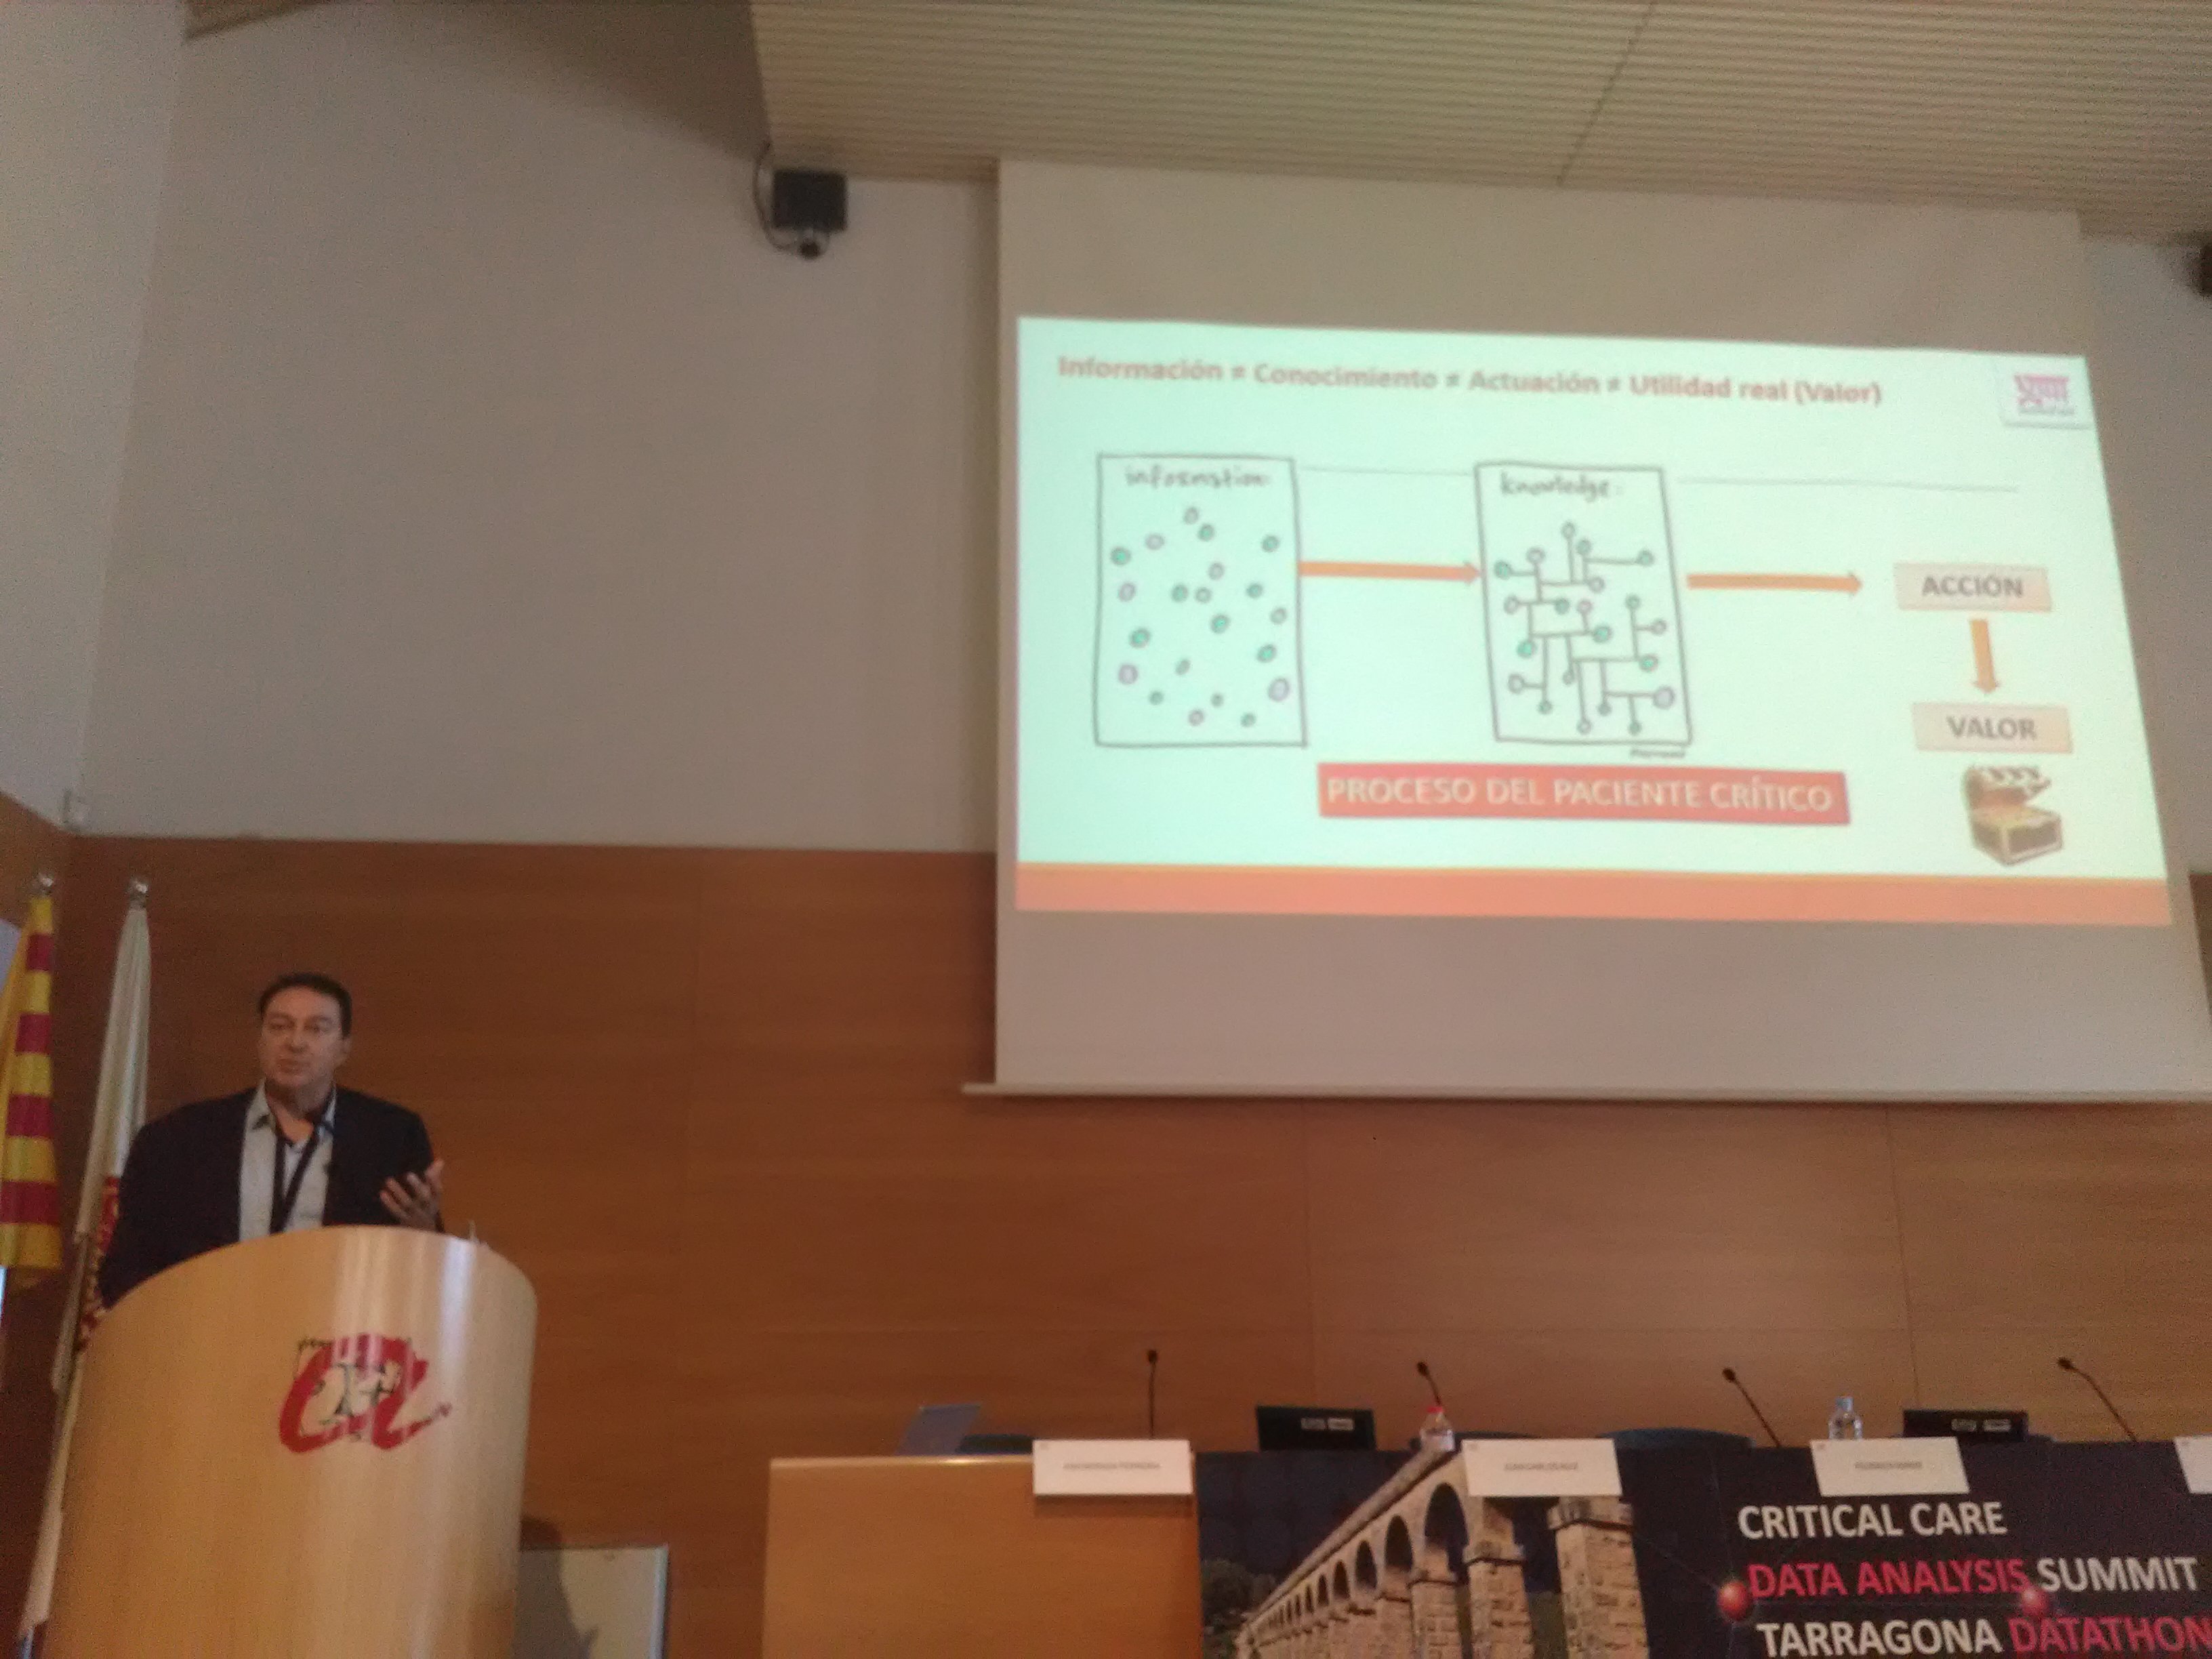 Información ≠ Conocimiento ≠ Actuación ≠ Utilidad real (Valor)
information
knowledge
ACCIÓN
VALOR
PROCESO DEL PACIENTE CRÍTICO
CRITICAL CARE
DATA ANALYSIS SUMMIT
TARRAGONA DATATHON